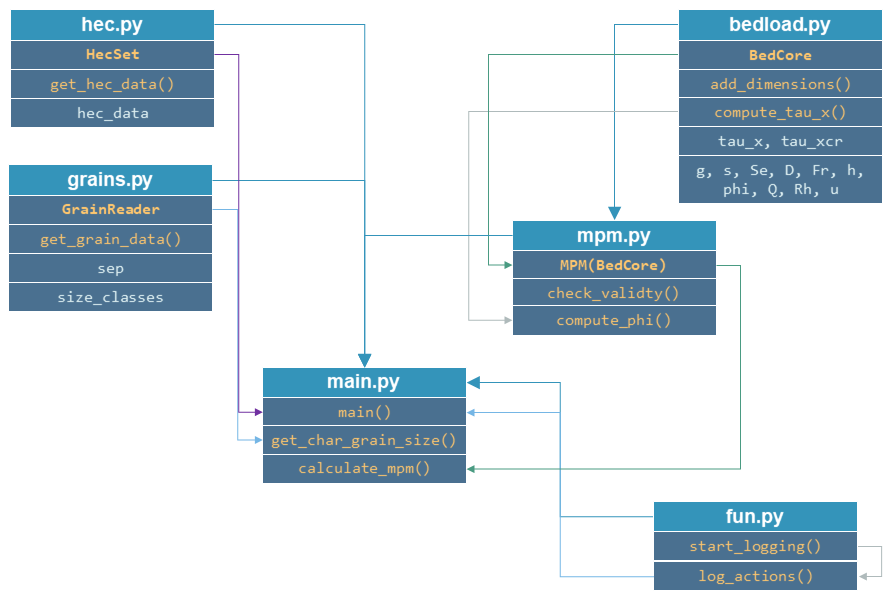 hec.py
HecSet
get_hec_data()
hec_data
grains.py
GrainReader
get_grain_data()
sep
size_classes
bedload.py
BedCore
add_dimensions()
compute_tau_x()
tau_x, tau_xcr
g, s, Se, D, Fr, h,
phi, Q, Rh, u
mpm.py
MPM(BedCore)
check_validty()
compute_phi()
main.py
main()
get_char_grain_size()
calculate_mpm()
fun.py
start_logging()
log_actions()